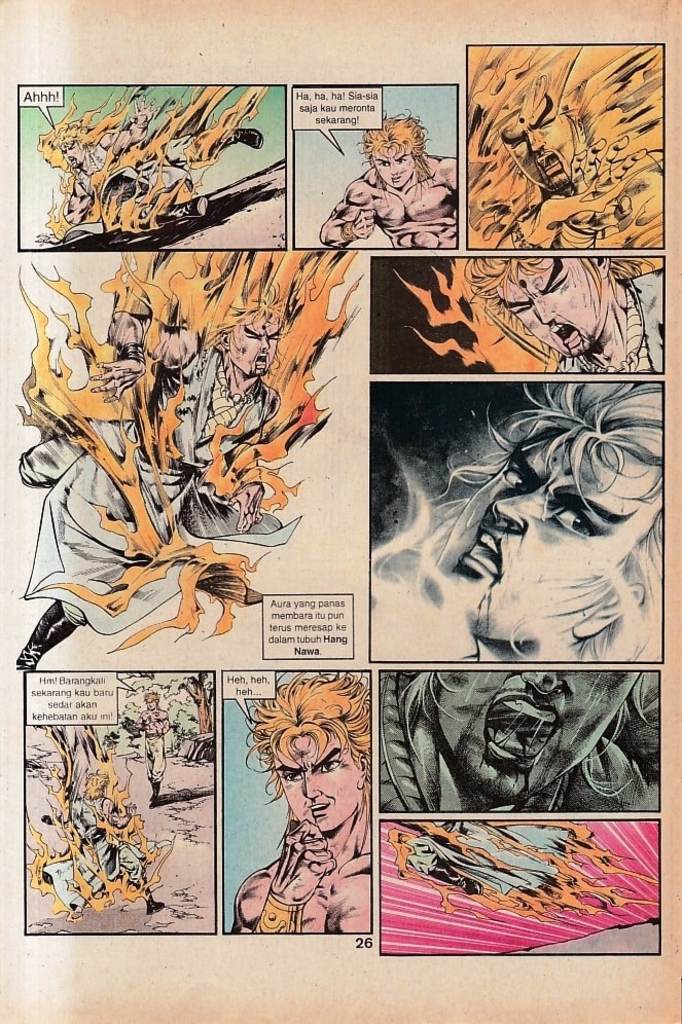 Ahhh!
Ha, ha, ha! Sia-sia
saja kau meronta
sekarang!
Aura yang panas
membara itu pun
terus meresap ke
dalam tubuh Hang
Nawa.
Hm! Barangkali
sekarang kau baru
sedar akan
kehebatan aku ini!
Heh, heh,
heh...
26